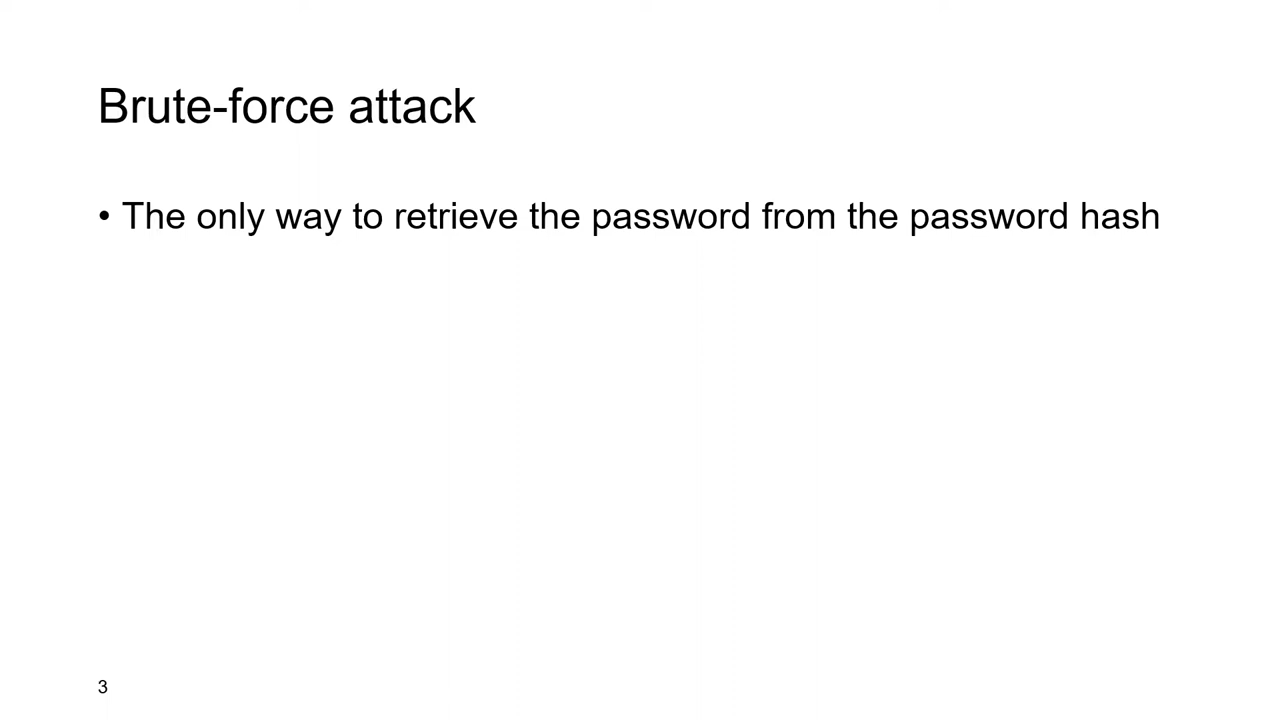 Brute-force attack
• The only way to retrieve the password from the password hash
3